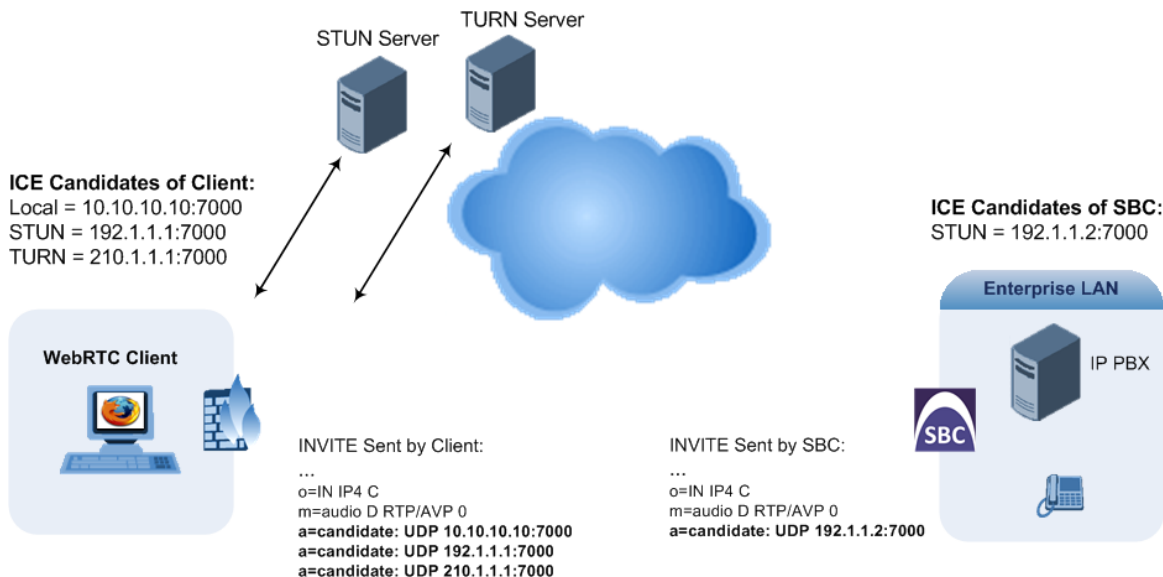 STUN Server
TURN Server
ICE Candidates of Client:
Local = 10.10.10.10:7000
STUN = 192.1.1.1:7000
TURN = 210.1.1.1:7000
ICE Candidates of SBC:
STUN = 192.1.1.2:7000
Enterprise LAN
WebRTC Client
IP PBX
SBC
INVITE Sent by Client:
...
o=IN IP4 C
m=audio D RTP/AVP 0
a=candidate: UDP 10.10.10.10:7000
a=candidate: UDP 192.1.1.1:7000
a=candidate: UDP 210.1.1.1:7000
INVITE Sent by SBC:
...
o=IN IP4 C
m=audio D RTP/AVP 0
a=candidate: UDP 192.1.1.2:7000